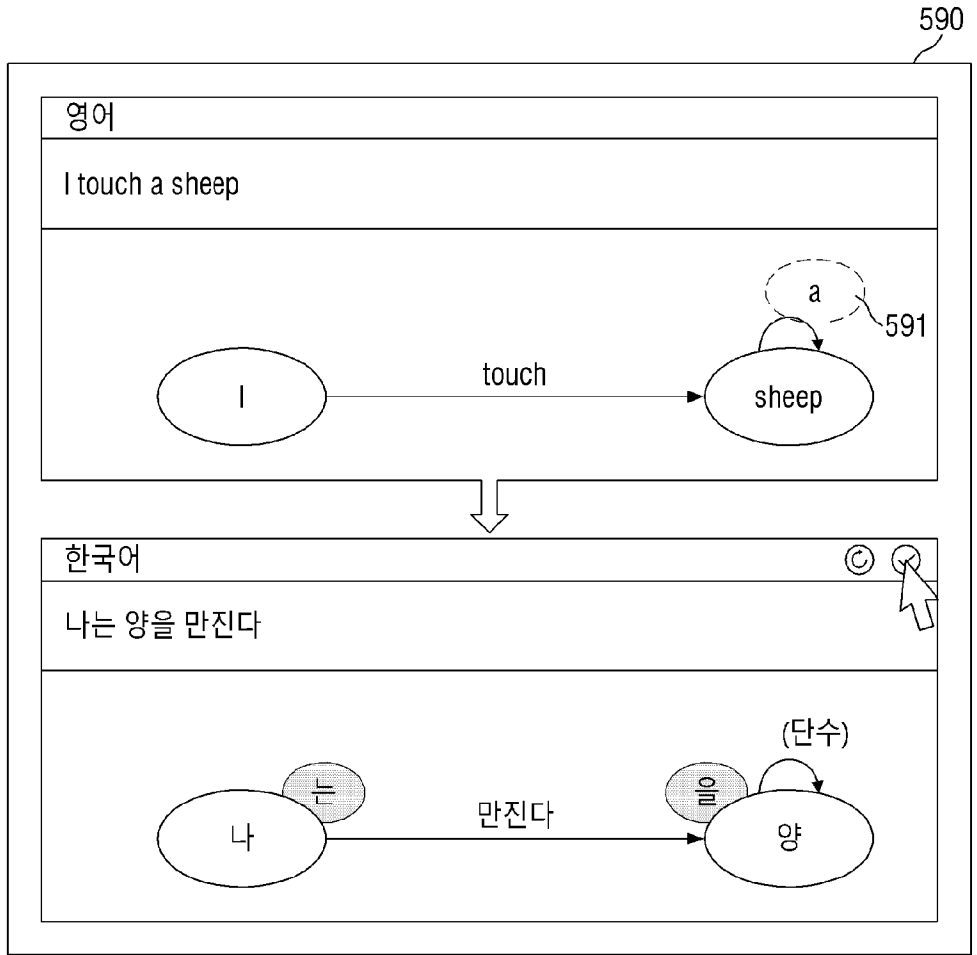 590
영어
I touch a sheep
a
591
I
touch
sheep
한국어
나는 양을 만진다
(단수)
는
을
만진다
나
양